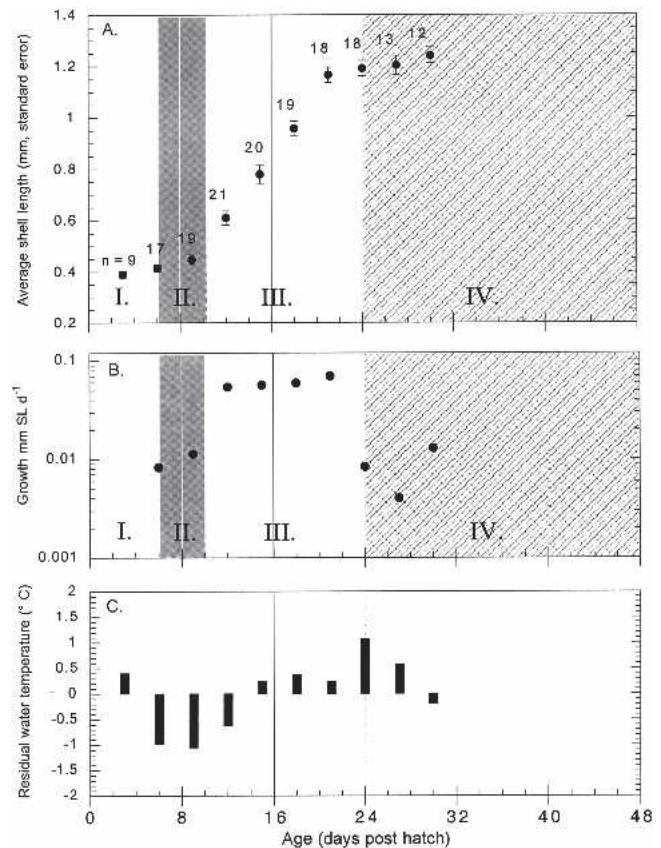 A.
1.4
1.2
1
0.8
0.6
0.4
0.2
Average shell length (mm, standard error)
n = 9
17
19
21
20
19
18
18
13
12
I.
II.
III.
IV.
B.
0.1
0.01
0.001
Growth mm SL d-1
I.
II.
III.
IV.
C.
2
1.5
1
0.5
0
-0.5
-1
-1.5
-2
Residual water temperature (° C)
0
8
16
24
32
40
48
Age (days post hatch)